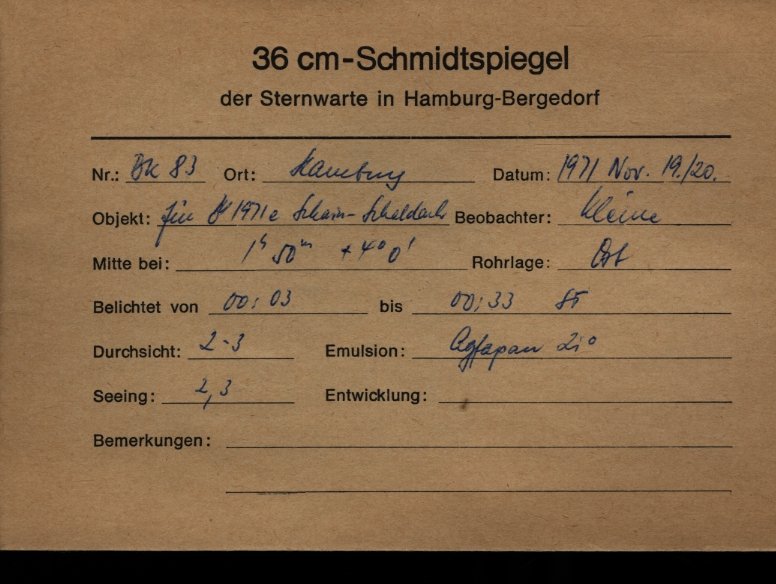 36 cm-Schmidtspiegel
der Sternwarte in Hamburg-Bergedorf
Nr.: BK 83 Ort: Hamburg Datum: 1971 Nov. 19./20.
Objekt: für 1971e Schain-Schaldach Beobachter: Kleine
Mitte bei: 1ʰ 50ᵐ +4° 0' Rohrlage: Ost
Belichtet von 00:03 bis 00:33
Durchsicht: 2-3 Emulsion: Agfapan
Seeing: 2,3 Entwicklung:
Bemerkungen: